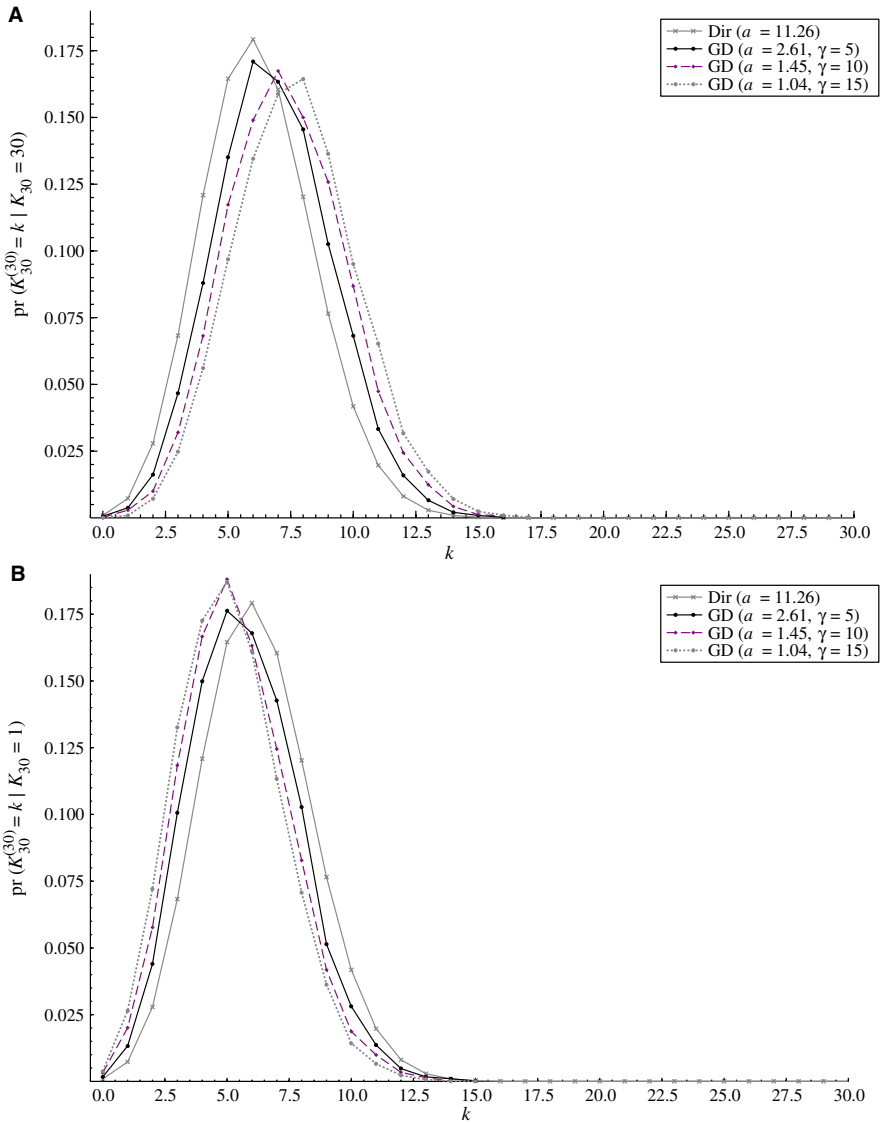 A
pr (K₃₀⁽³⁰⁾ = k | K₃₀ = 30)
0.175
0.150
0.125
0.100
0.075
0.050
0.025
Dir (a = 11.26)
GD (a = 2.61, γ = 5)
GD (a = 1.45, γ = 10)
GD (a = 1.04, γ = 15)
0.0 2.5 5.0 7.5 10.0 12.5 15.0 17.5 20.0 22.5 25.0 27.5 30.0
k
B
pr (K₃₀⁽³⁰⁾ = k | K₃₀ = 1)
0.175
0.150
0.125
0.100
0.075
0.050
0.025
Dir (a = 11.26)
GD (a = 2.61, γ = 5)
GD (a = 1.45, γ = 10)
GD (a = 1.04, γ = 15)
0.0 2.5 5.0 7.5 10.0 12.5 15.0 17.5 20.0 22.5 25.0 27.5 30.0
k